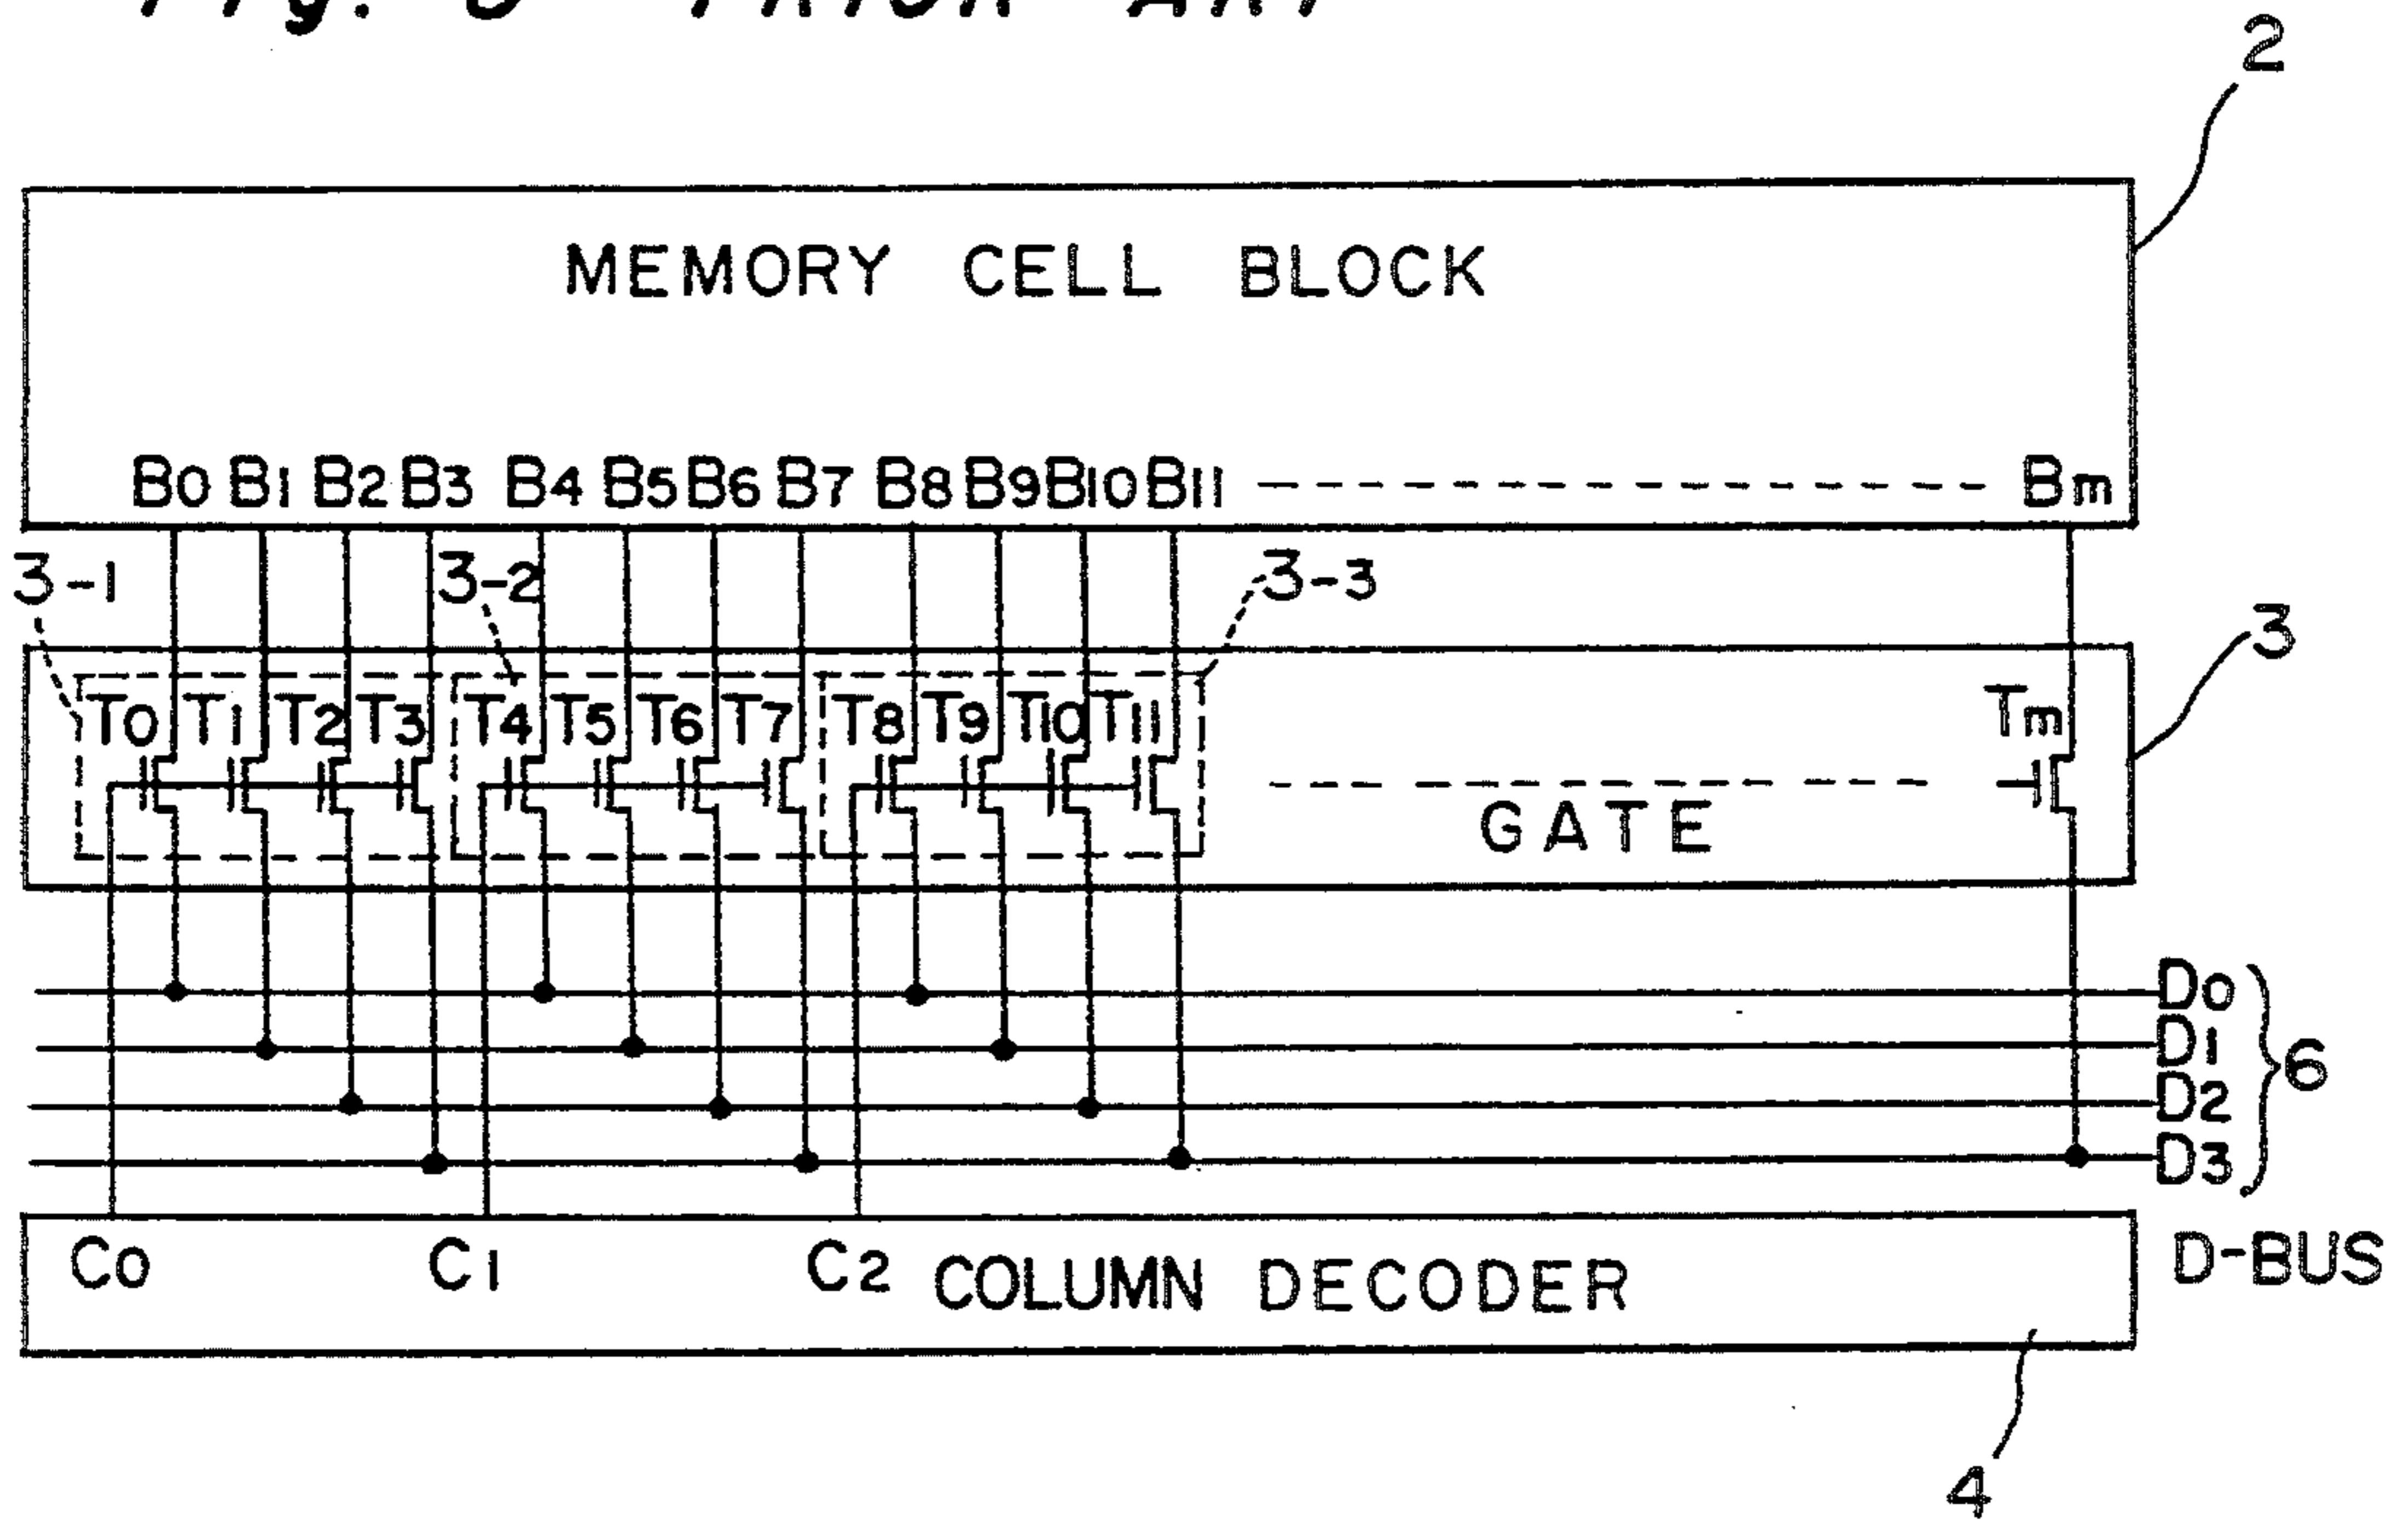 PRIOR ART
2
MEMORY CELL BLOCK
B0 B1 B2 B3 B4 B5 B6 B7 B8 B9 B10 B11 Bm
3-1 3-2 3-3
3
T0 T1 T2 T3 T4 T5 T6 T7 T8 T9 T10 T11 Tm
GATE
D0
D1
6
D2
D3
C0 C1 C2 COLUMN DECODER D-BUS
4